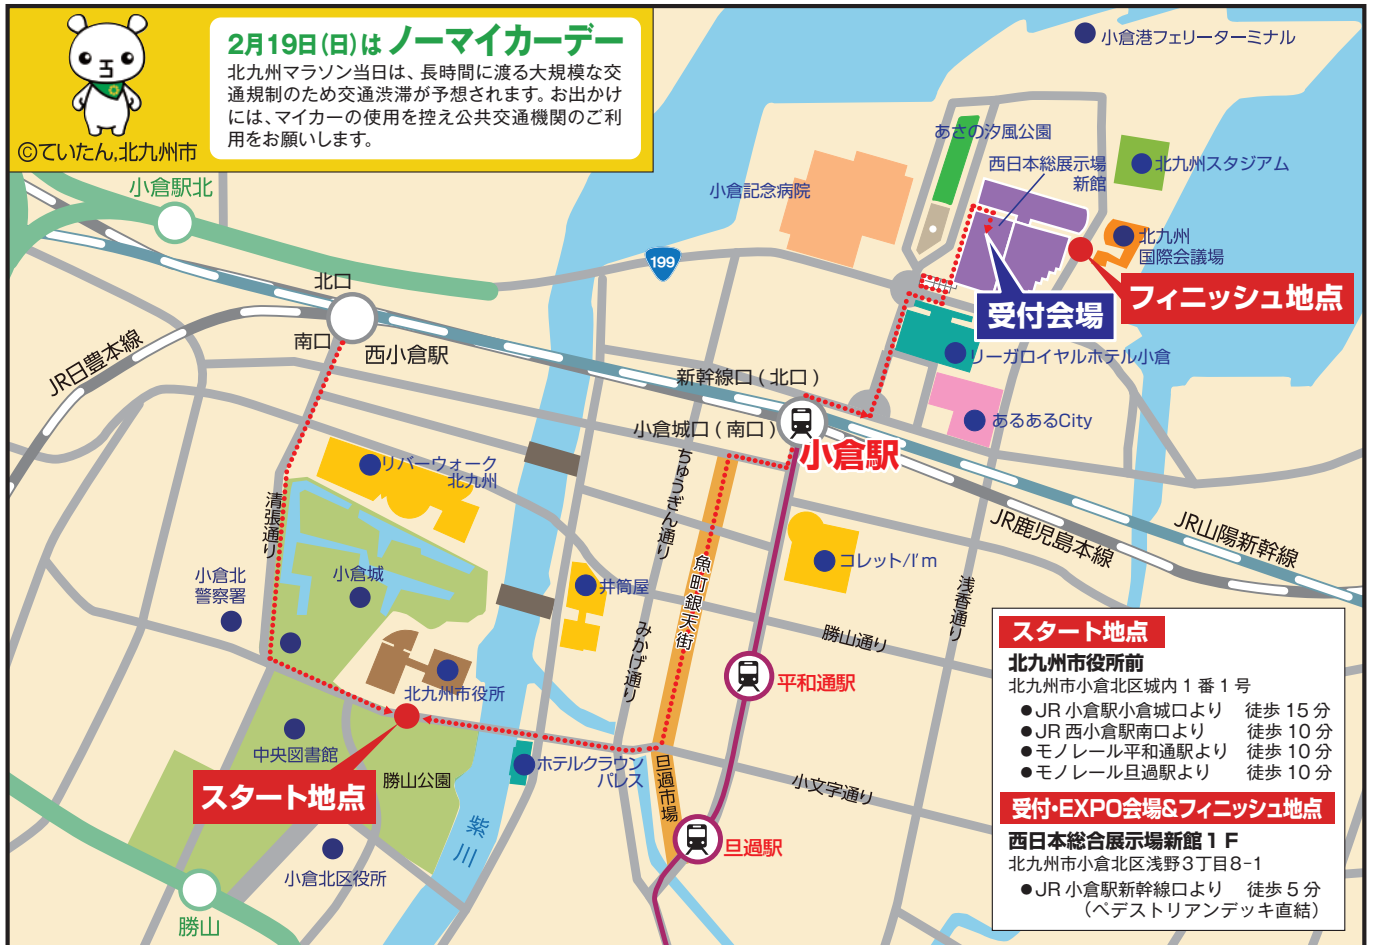 2月19日(日)は ノーマイカーデー
北九州マラソン当日は、長時間に渡る大規模な交
通規制のため交通渋滞が予想されます。お出かけ
には、マイカーの使用を控え公共交通機関のご利
用をお願いします。
©ていたん,北九州市
小倉港フェリーターミナル
あさの汐風公園
西日本総展示場
新館
北九州スタジアム
小倉駅北
小倉記念病院
北九州
国際会議場
199
北口
フィニッシュ地点
受付会場
南口
西小倉駅
JR日豊本線
リーガロイヤルホテル小倉
新幹線口(北口)
あるあるCity
小倉城口(南口)
小倉駅
リバーウォーク
北九州
ちゅうぎん通り
清張通り
JR鹿児島本線
JR山陽新幹線
コレット/I'm
魚町銀天街
小倉北
警察署
小倉城
井筒屋
浅香通り
勝山通り
みかげ通り
平和通駅
北九州市役所
中央図書館
勝山公園
スタート地点
ホテルクラウン
パレス
旦過市場
小文字通り
紫川
旦過駅
小倉北区役所
勝山
スタート地点
北九州市役所前
北九州市小倉北区城内1番1号
●JR小倉駅小倉城口より 徒歩15分
●JR西小倉駅南口より 徒歩10分
●モノレール平和通駅より 徒歩10分
●モノレール旦過駅より 徒歩10分
受付・EXPO会場&フィニッシュ地点
西日本総合展示場新館1F
北九州市小倉北区浅野3丁目8-1
●JR小倉駅新幹線口より 徒歩5分
(ペデストリアンデッキ直結)